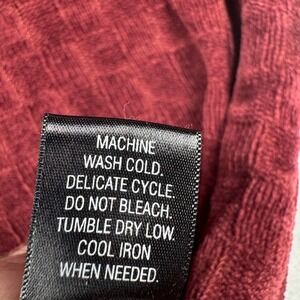 MACHINE
WASH COLD.
DELICATE CYCLE.
DO NOT BLEACH.
TUMBLE DRY LOW.
COOL IRON
WHEN NEEDED.